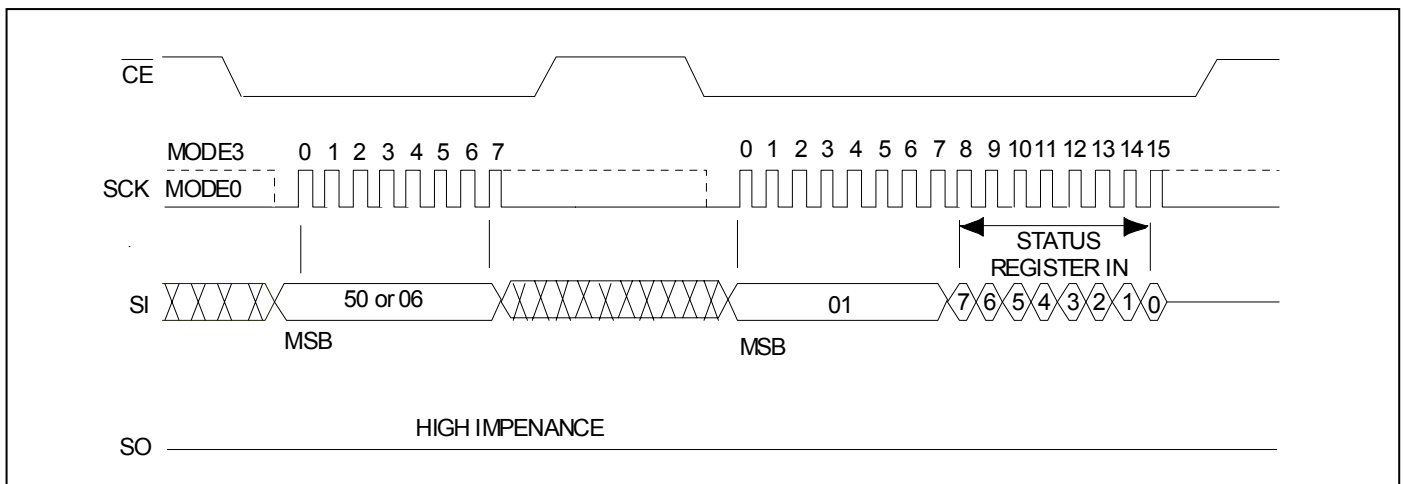 CE
MODE3 0 1 2 3 4 5 6 7 0 1 2 3 4 5 6 7 8 9 10 11 12 13 14 15
SCK MODE0
STATUS
REGISTER IN
SI 50 or 06 01 7 6 5 4 3 2 1 0
MSB MSB
HIGH IMPENANCE
SO